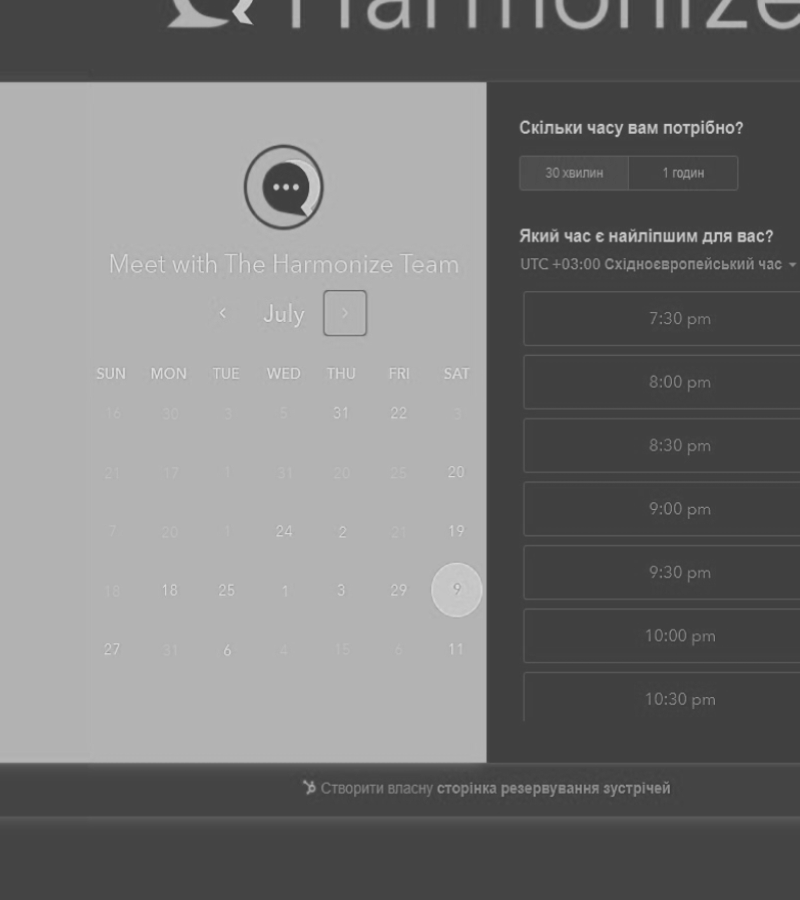 Harmonize
Meet with The Harmonize Team
July
SUN MON TUE WED THU FRI SAT
16 30 3 5 31 22 3
21 17 1 31 20 25 20
7 20 1 24 2 21 19
18 18 25 1 3 29 9
27 31 6 4 15 6 11
Скільки часу вам потрібно?
30 хвилин 1 годин
Який час є найліпшим для вас?
UTC +03:00 Східноєвропейський час
7:30 pm
8:00 pm
8:30 pm
9:00 pm
9:30 pm
10:00 pm
10:30 pm
Створити власну сторінка резервування зустрічей